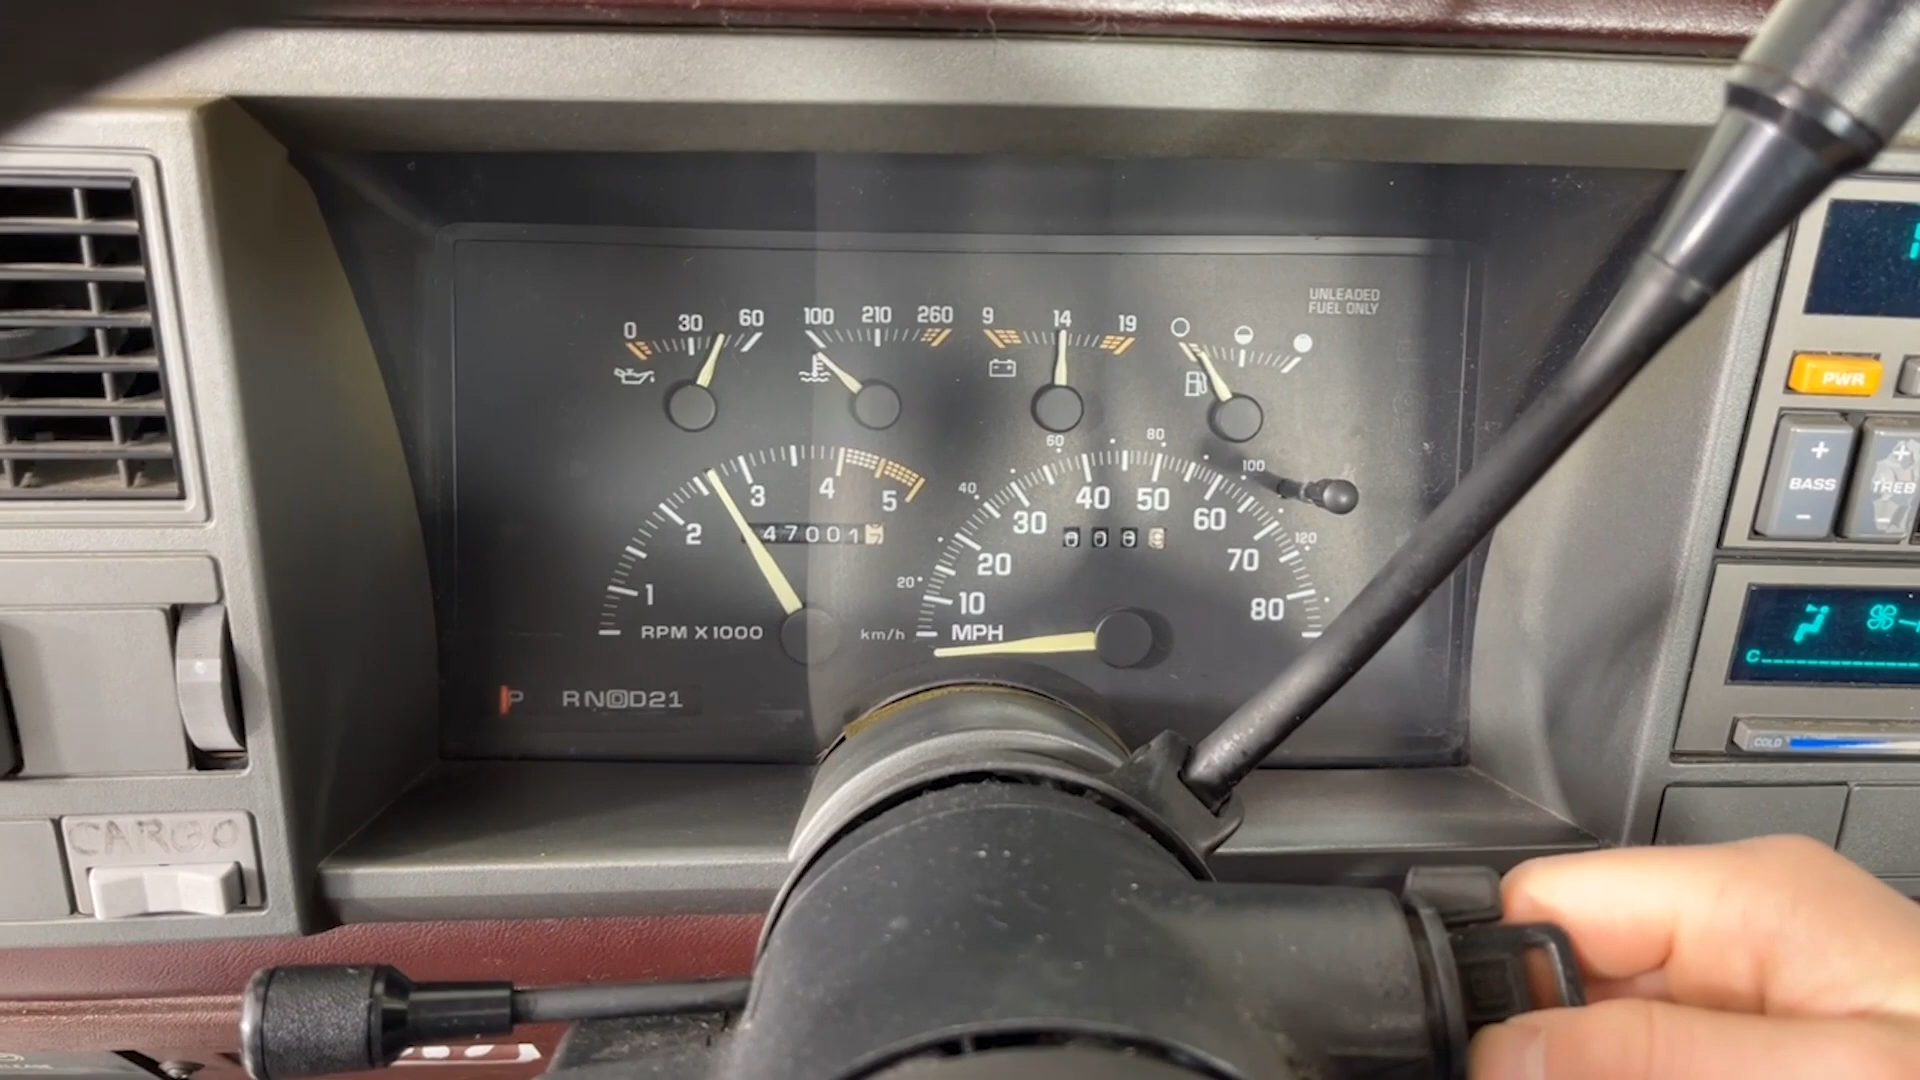 UNLEADED
FUEL ONLY
0 30 60
100 210 260
9 14 19
1 2 3 4 5
RPM X1000
47001
20 40 60 80 100 120
10 20 30 40 50 60 70 80
km/h MPH
000
P RNDD21
PWR
+ +
BASS TREB
-
C
COLD
CARGO